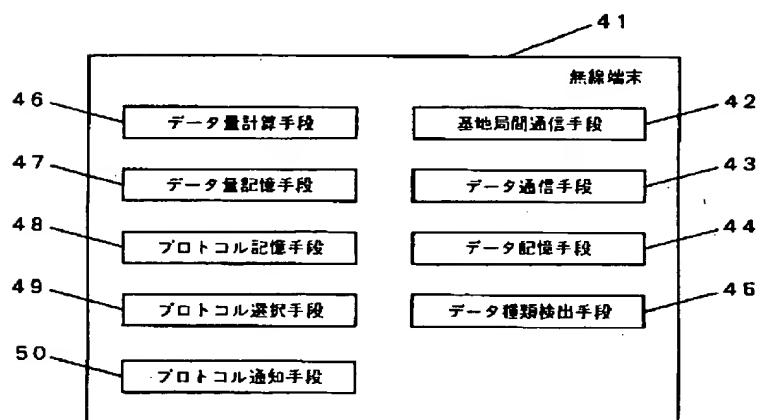 41
無線端末
46 データ量計算手段 基地局間通信手段 42
47 データ量記憶手段 データ通信手段 43
48 プロトコル記憶手段 データ記憶手段 44
49 プロトコル選択手段 データ種類検出手段 45
50 プロトコル通知手段